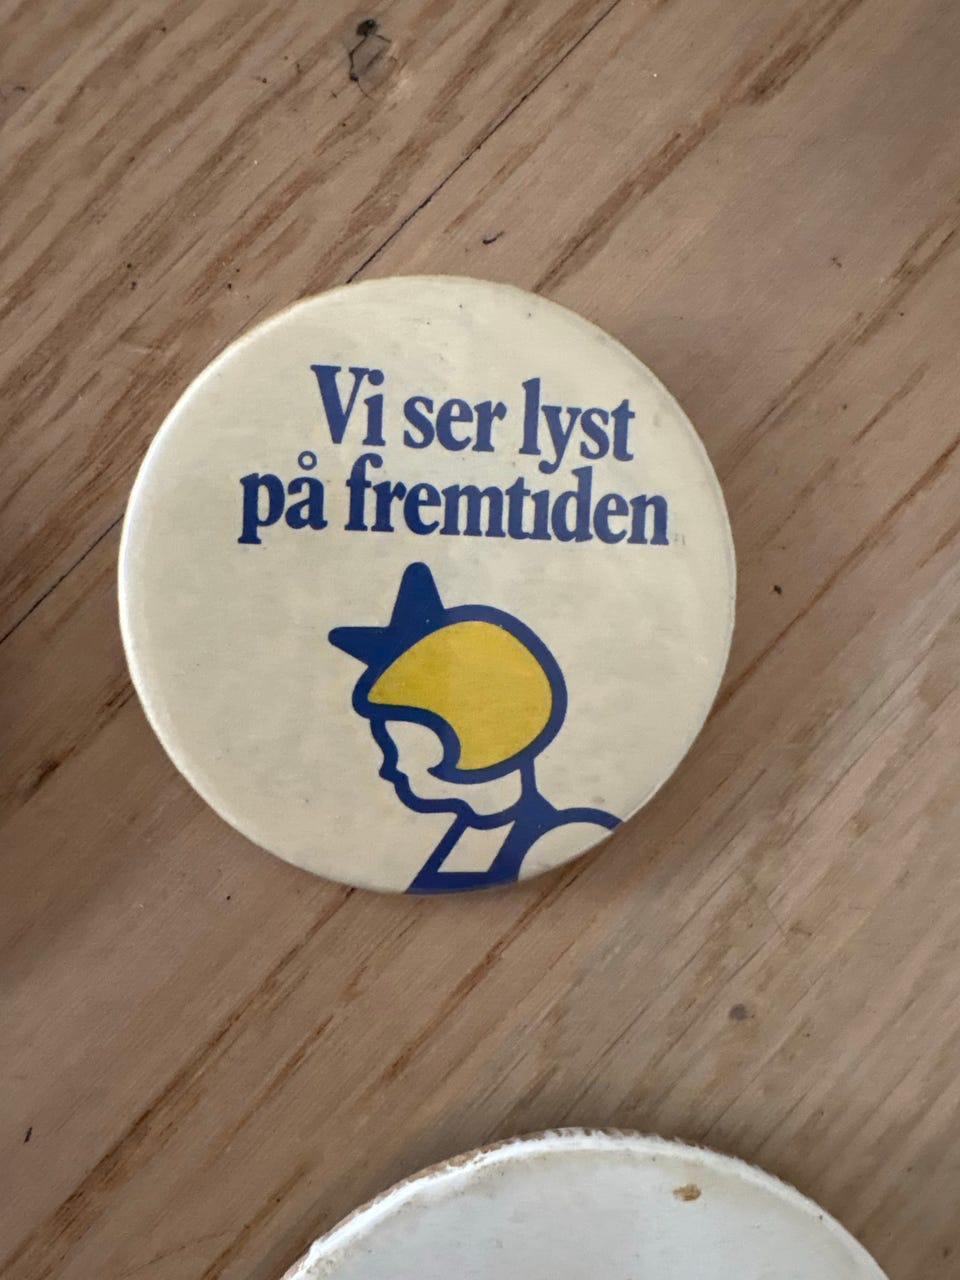 Vi ser lyst
på fremtiden